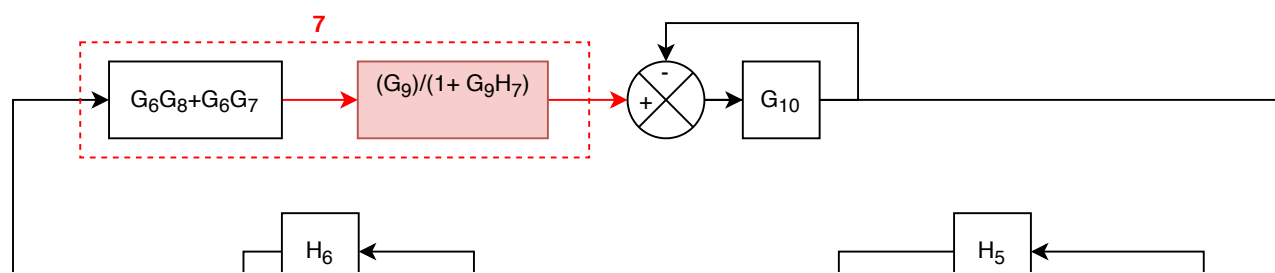 7
G₆G₈+G₆G₇
(G₉)/(1+ G₉H₇)
-
+
G₁₀
H₆
H₅